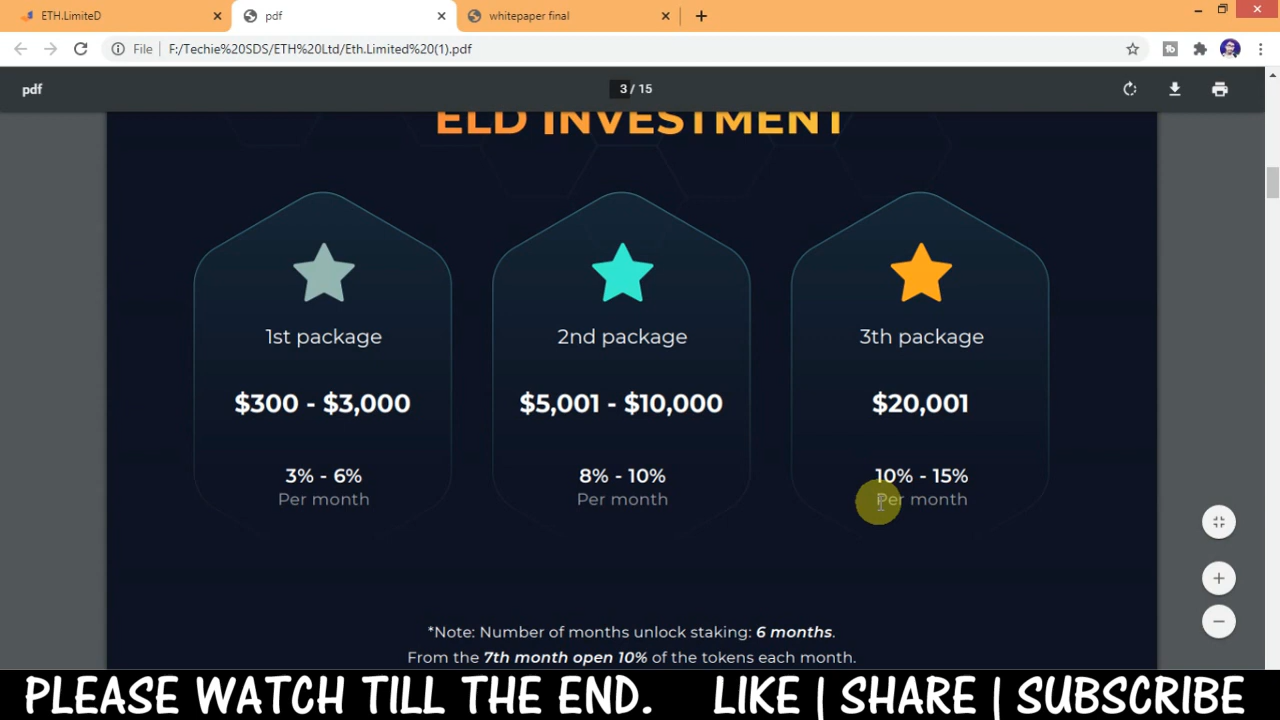 ETH.LimiteD
pdf
whitepaper final
File
F:/Techie%20SDS/ETH%20Ltd/Eth.Limited%20(1).pdf
pdf
3 / 15
ELD INVESTMENT
1st package
2nd package
3th package
$300 - $3,000
$5,001 - $10,000
$20,001
3% - 6%
8% - 10%
10% - 15%
Per month
Per month
Per month
*Note: Number of months unlock staking: 6 months.
From the 7th month open 10% of the tokens each month.
PLEASE WATCH TILL THE END. LIKE | SHARE | SUBSCRIBE